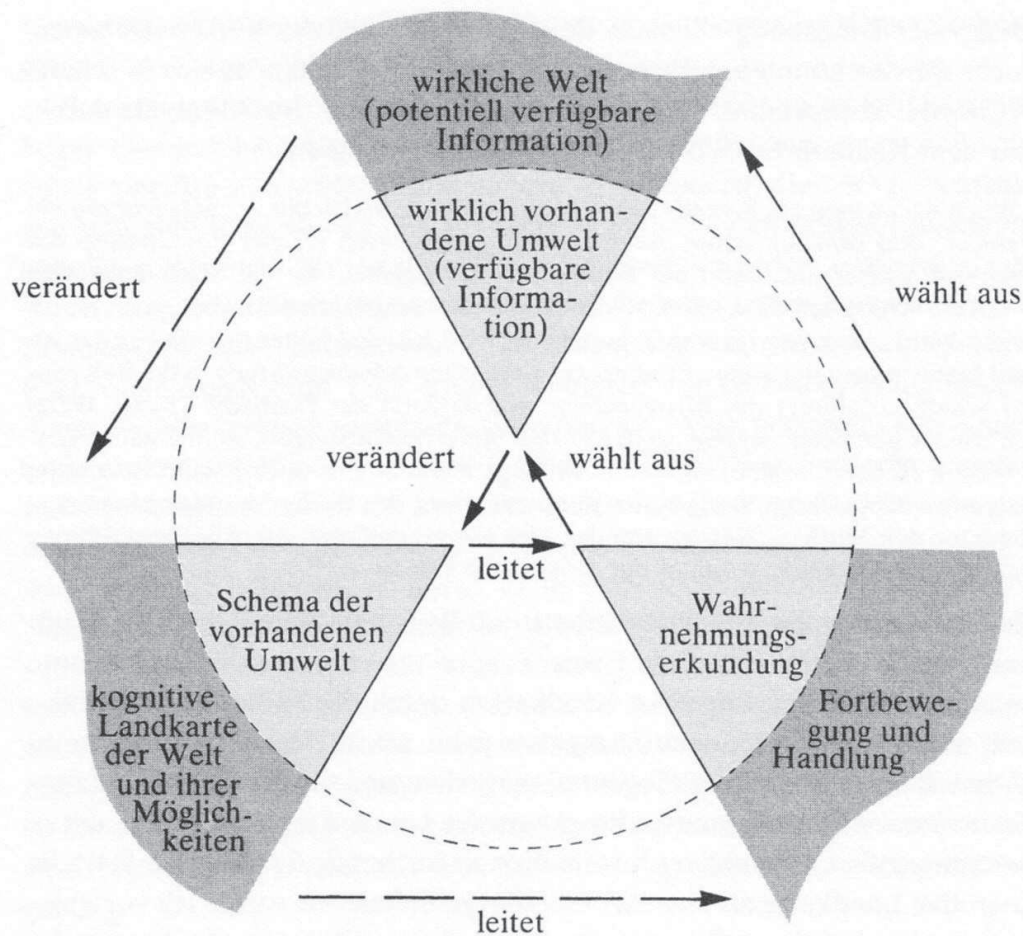 wirkliche Welt
(potentiell verfügbare
Information)
wirklich vorhan-
dene Umwelt
(verfügbare
Informa-
tion)
verändert
wählt aus
verändert
wählt aus
leitet
Schema der
vorhandenen
Umwelt
Wahr-
nehmungs-
erkundung
kognitive
Landkarte
der Welt
und ihrer
Möglich-
keiten
Fortbewe-
gung und
Handlung
leitet